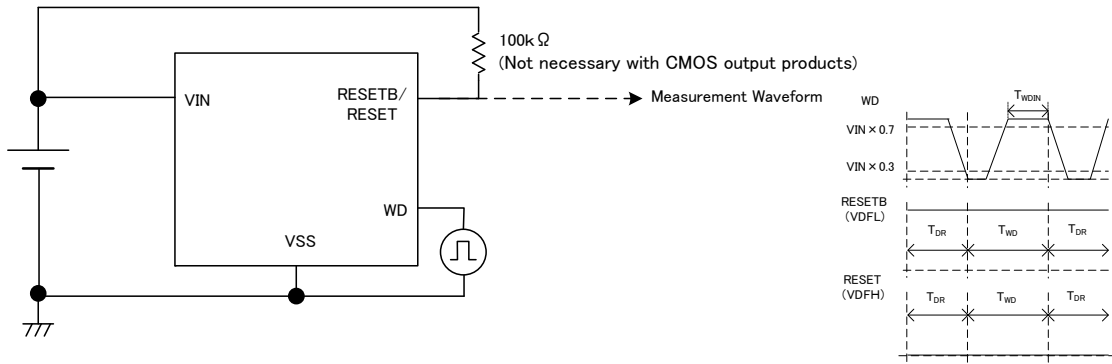 100kΩ
(Not necessary with CMOS output products)
VIN
RESETB/
RESET
Measurement Waveform
WD
VSS
WD
TWDIN
VIN×0.7
VIN×0.3
RESETB
(VDFL)
TDR
TWD
TDR
RESET
(VDFH)
TDR
TWD
TDR